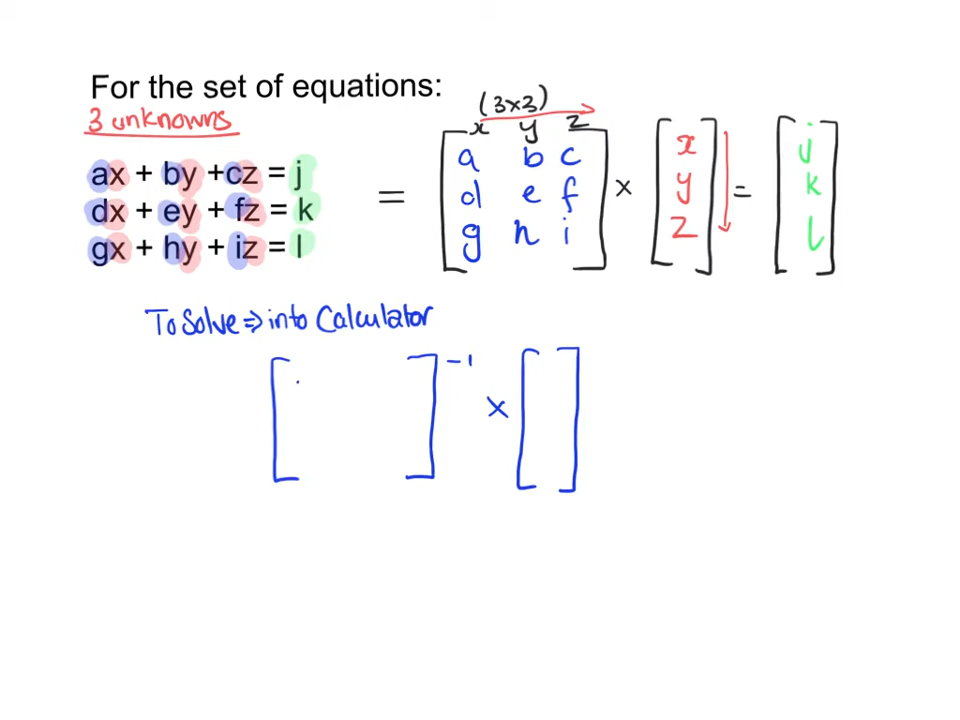 For the set of equations:
3 unknowns
(3x3)
x y z
ax + by +cz = j
dx + ey + fz = k
gx + hy + iz = l
= [a b c
d e f
g h i] × [x
y
z] = [j
k
l]
To Solve ⇒ into Calculator
[ ]⁻¹ × [ ]